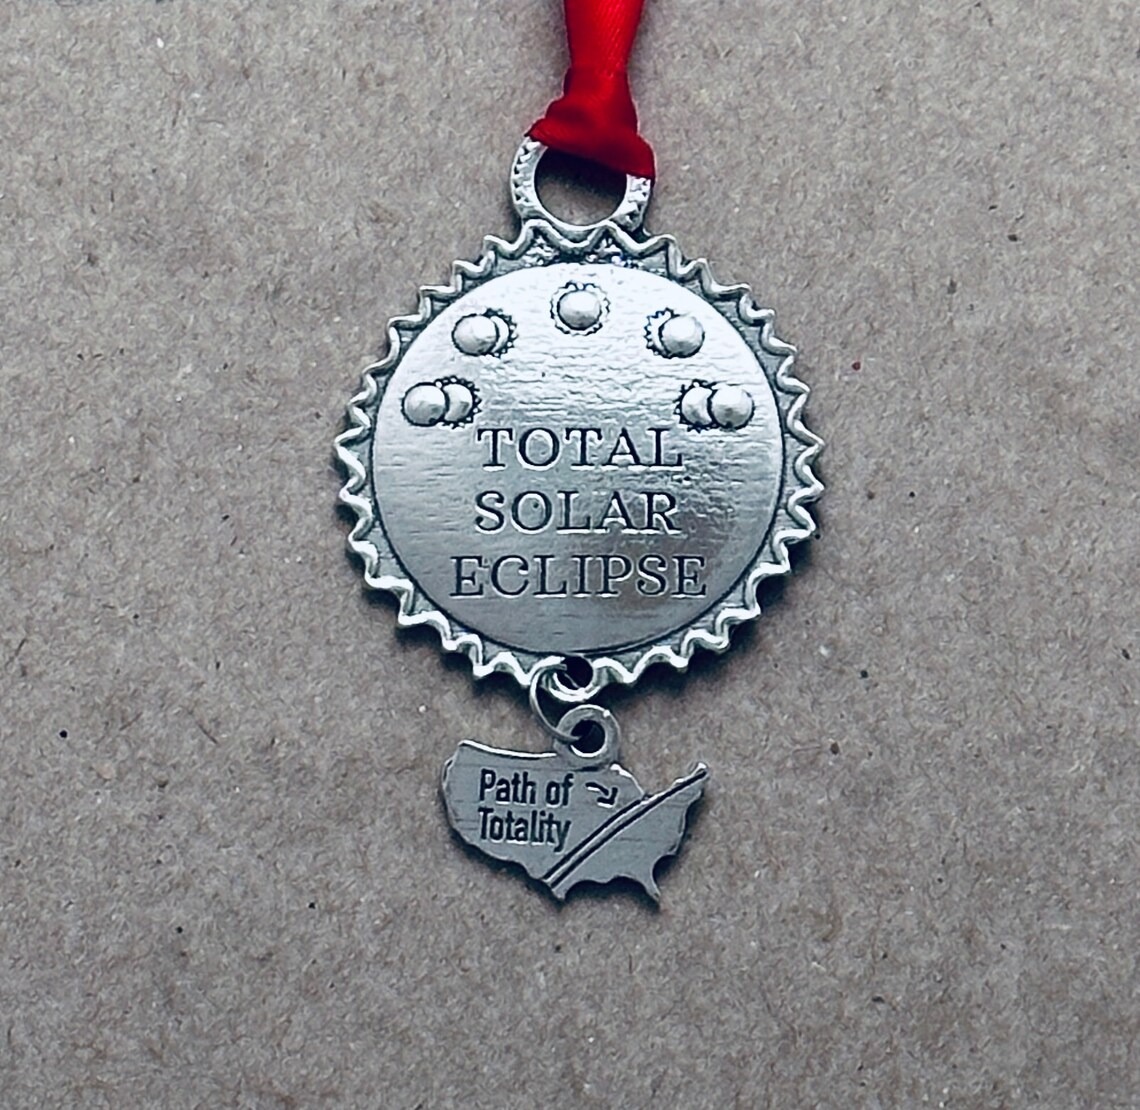 TOTAL
SOLAR
ECLIPSE
Path of
Totality